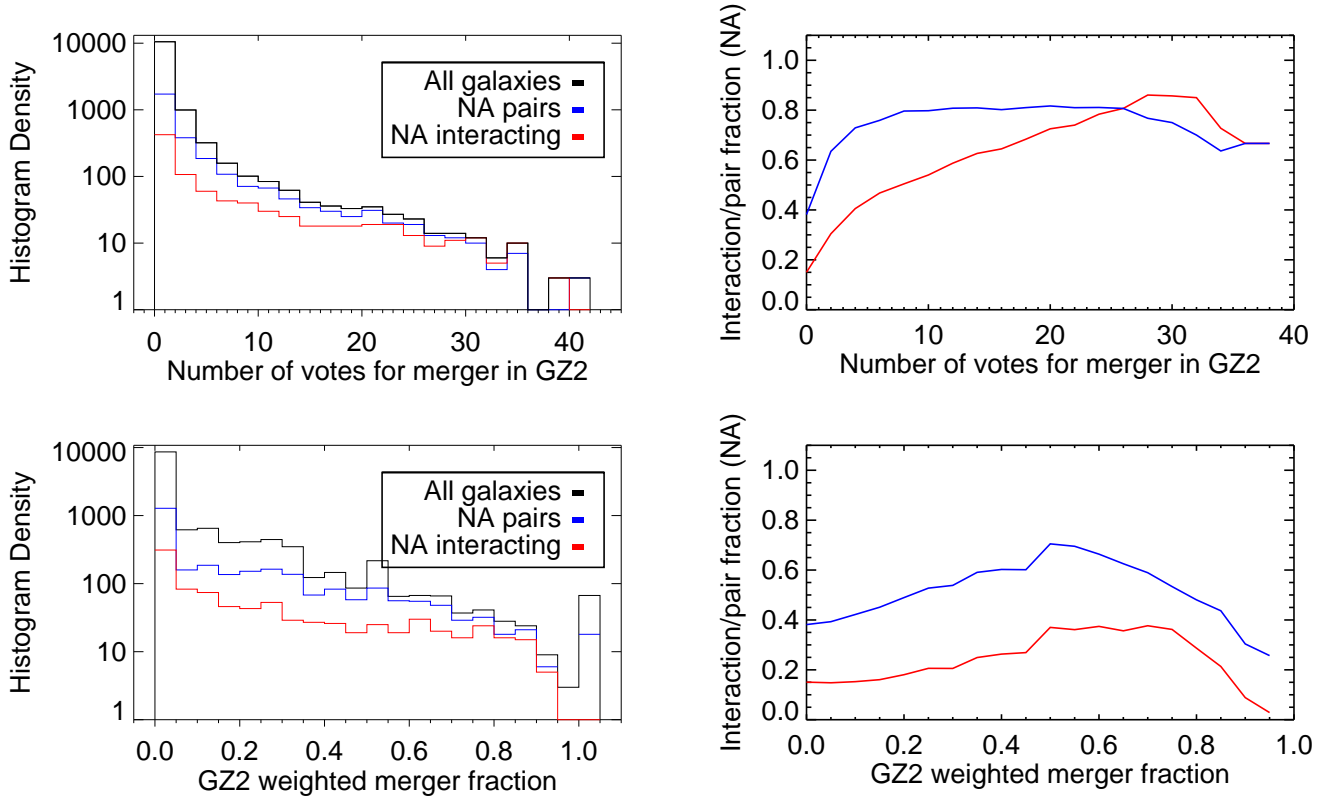 Histogram Density
10000
1000
100
10
1
All galaxies
NA pairs
NA interacting
0 10 20 30 40
Number of votes for merger in GZ2
Interaction/pair fraction (NA)
1.0
0.8
0.6
0.4
0.2
0.0
0 10 20 30 40
Number of votes for merger in GZ2
Histogram Density
10000
1000
100
10
1
All galaxies
NA pairs
NA interacting
0.0 0.2 0.4 0.6 0.8 1.0
GZ2 weighted merger fraction
Interaction/pair fraction (NA)
1.0
0.8
0.6
0.4
0.2
0.0
0.0 0.2 0.4 0.6 0.8 1.0
GZ2 weighted merger fraction